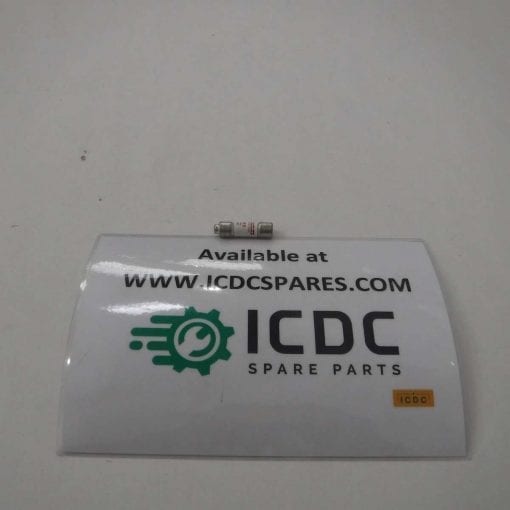 Available at
WWW.ICDCSPARES.COM
ICDC
SPARE PARTS
ICDC